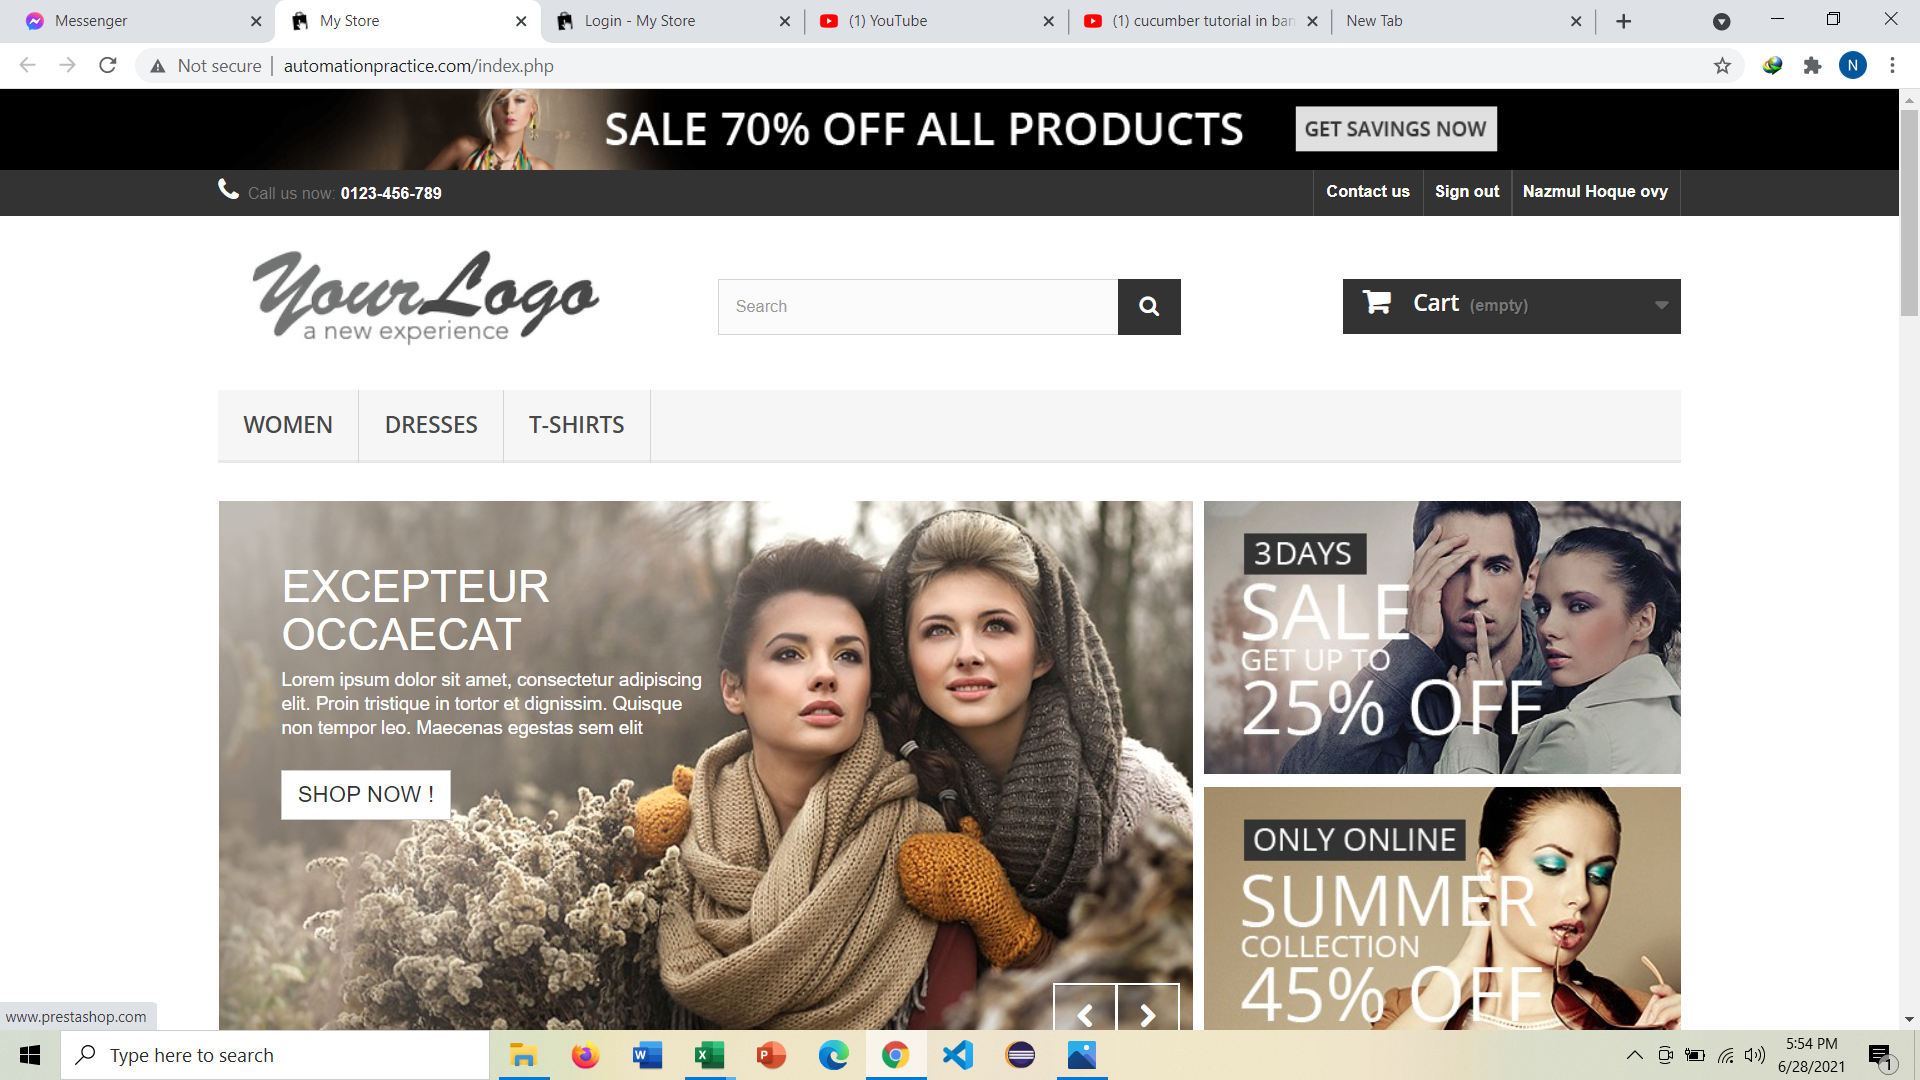 Messenger
My Store
Login - My Store
(1) YouTube
(1) cucumber tutorial in ban
New Tab
Not secure
automationpractice.com/index.php
N
SALE 70% OFF ALL PRODUCTS
GET SAVINGS NOW
Call us now: 0123-456-789
Contact us
Sign out
Nazmul Hoque ovy
Your Logo
a new experience
Search
Cart (empty)
WOMEN
DRESSES
T-SHIRTS
EXCEPTEUR
OCCAECAT
Lorem ipsum dolor sit amet, consectetur adipiscing
elit. Proin tristique in tortor et dignissim. Quisque
non tempor leo. Maecenas egestas sem elit
SHOP NOW !
3 DAYS
SALE
GET UP TO
25% OFF
ONLY ONLINE
SUMMER
COLLECTION
45% OFF
www.prestashop.com
Type here to search
5:54 PM
6/28/2021
1